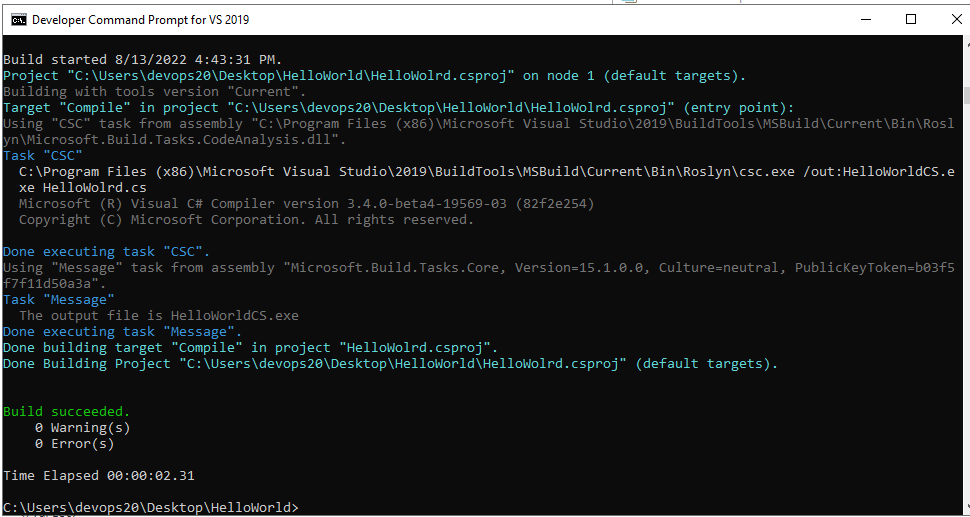 Developer Command Prompt for VS 2019
Build started 8/13/2022 4:43:31 PM.
Project "C:\Users\devops20\Desktop\HelloWorld\HelloWolrd.csproj" on node 1 (default targets).
Building with tools version "Current".
Target "Compile" in project "C:\Users\devops20\Desktop\HelloWorld\HelloWolrd.csproj" (entry point):
Using "CSC" task from assembly "C:\Program Files (x86)\Microsoft Visual Studio\2019\BuildTools\MSBuild\Current\Bin\Rosl
yn\Microsoft.Build.Tasks.CodeAnalysis.dll".
Task "CSC"
  C:\Program Files (x86)\Microsoft Visual Studio\2019\BuildTools\MSBuild\Current\Bin\Roslyn\csc.exe /out:HelloWorldCS.e
  xe HelloWolrd.cs
  Microsoft (R) Visual C# Compiler version 3.4.0-beta4-19569-03 (82f2e254)
  Copyright (C) Microsoft Corporation. All rights reserved.
Done executing task "CSC".
Using "Message" task from assembly "Microsoft.Build.Tasks.Core, Version=15.1.0.0, Culture=neutral, PublicKeyToken=b03f5
f7f11d50a3a".
Task "Message"
  The output file is HelloWorldCS.exe
Done executing task "Message".
Done building target "Compile" in project "HelloWolrd.csproj".
Done Building Project "C:\Users\devops20\Desktop\HelloWorld\HelloWolrd.csproj" (default targets).
Build succeeded.
    0 Warning(s)
    0 Error(s)
Time Elapsed 00:00:02.31
C:\Users\devops20\Desktop\HelloWorld>